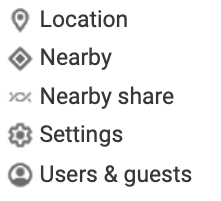 Location
Nearby
Nearby share
Settings
Users & guests